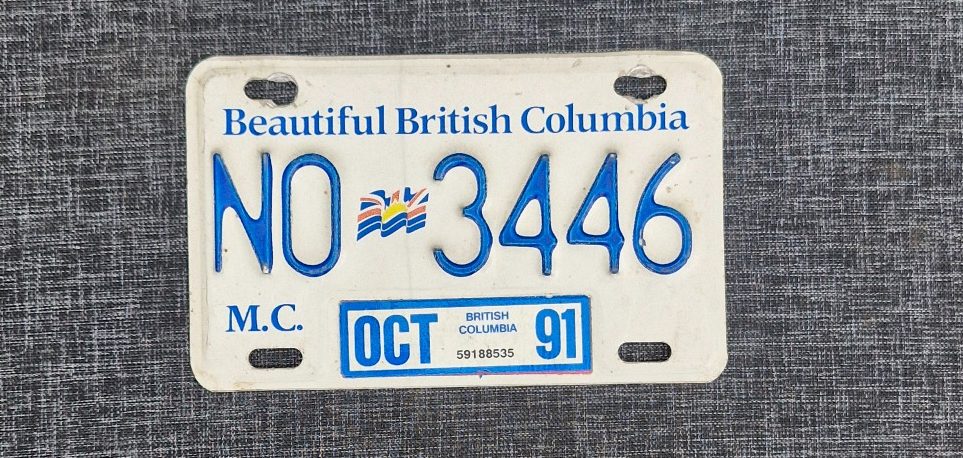 Beautiful British Columbia
NO 3446
M.C.
OCT
BRITISH
COLUMBIA
59188535
91